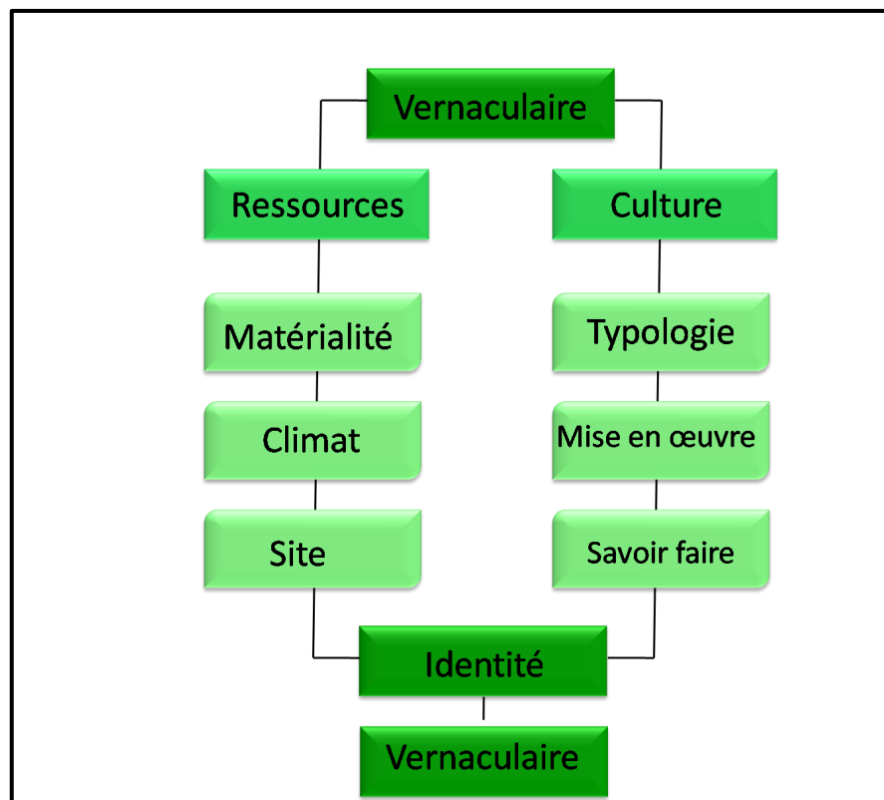 Vernaculaire
Ressources
Culture
Matérialité
Typologie
Climat
Mise en œuvre
Site
Savoir faire
Identité
Vernaculaire